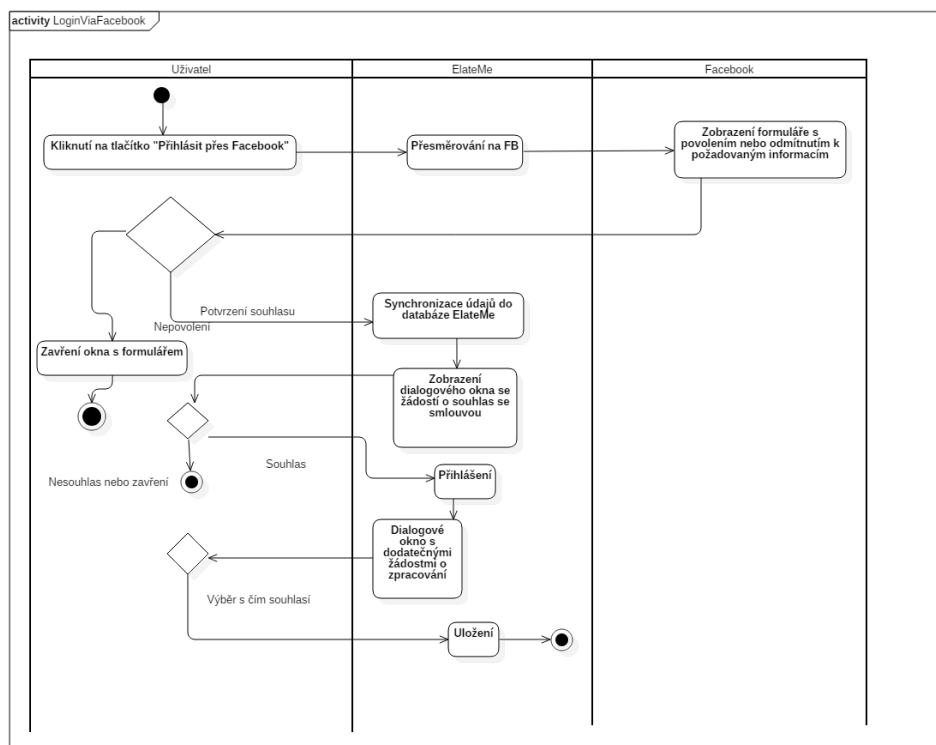 activity LoginViaFacebook
Uživatel
ElateMe
Facebook
Kliknutí na tlačítko "Přihlásit přes Facebook"
Přesměrování na FB
Zobrazení formuláře s
povolením nebo odmítnutím k
požadovaným informacím
Potvrzení souhlasu
Nepovolení
Synchronizace údajů do
databáze ElateMe
Zavření okna s formulářem
Zobrazení
dialogového okna se
žádostí o souhlas se
smlouvou
Souhlas
Nesouhlas nebo zavření
Přihlášení
Dialogové
okno s
dodatečnými
žádostmi o
zpracování
Výběr s čím souhlasí
Uložení